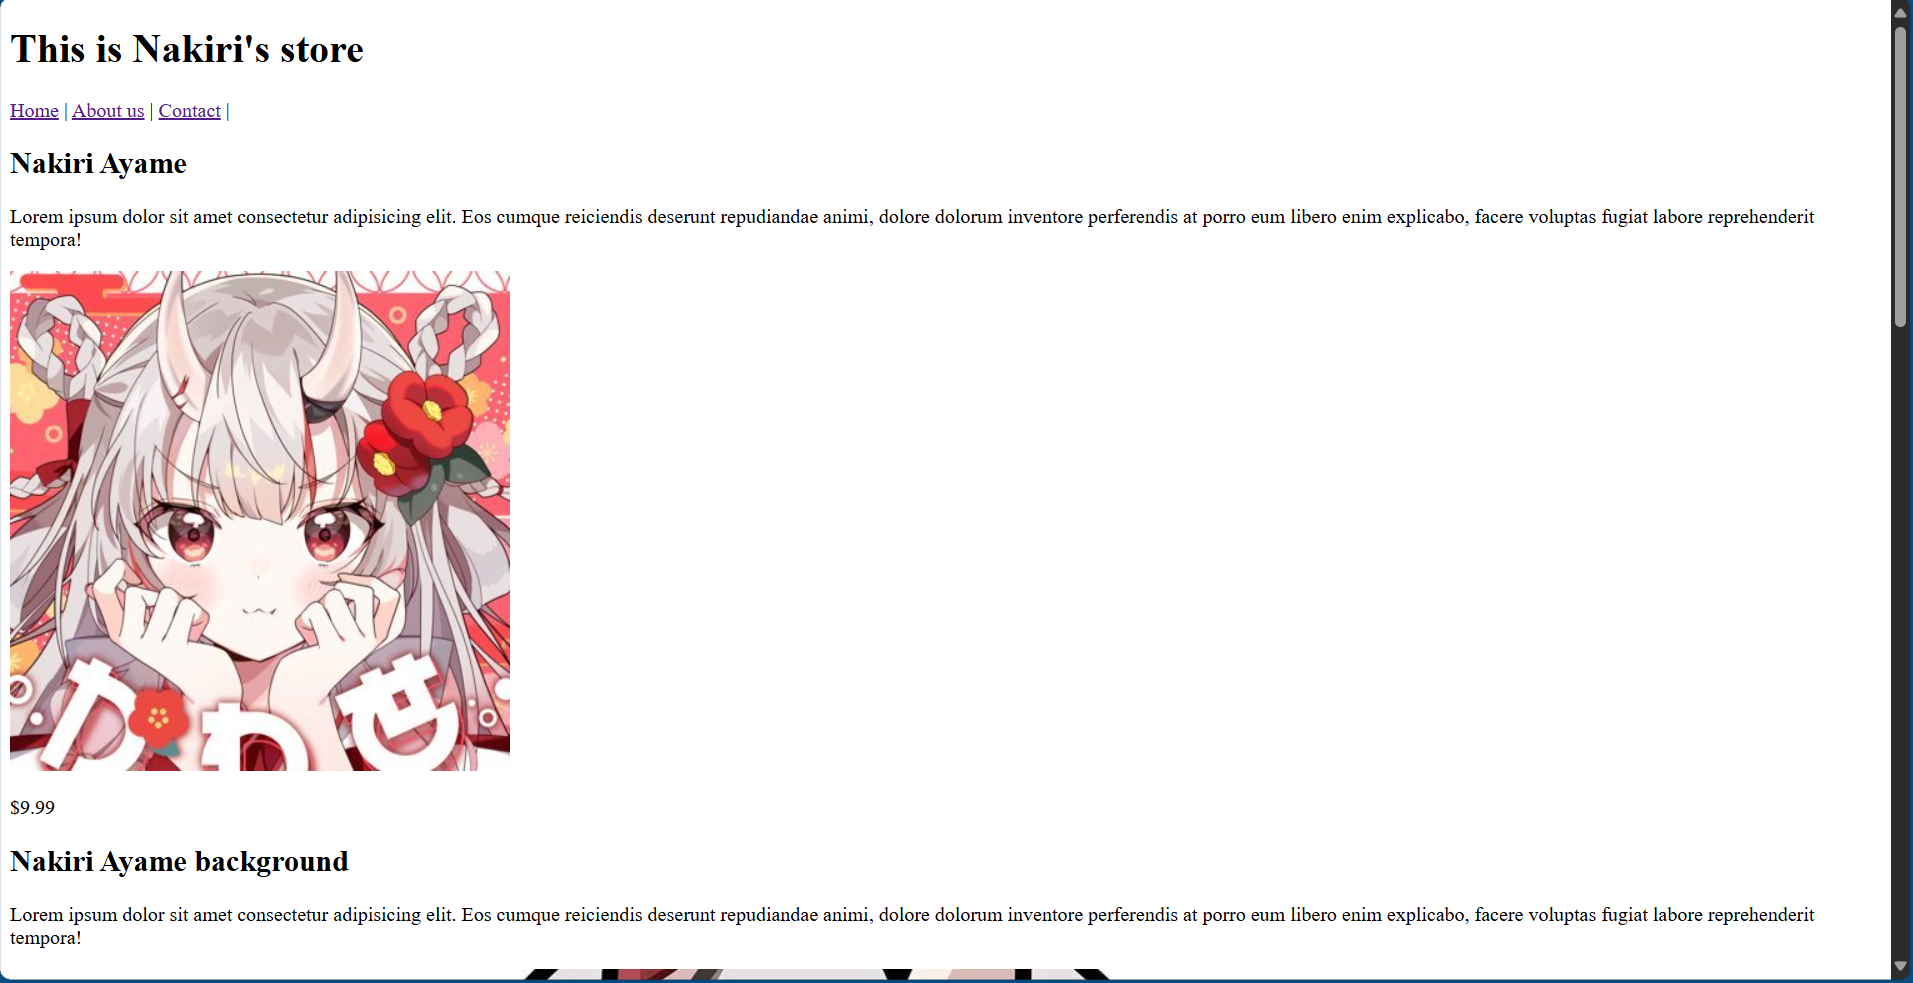 This is Nakiri's store
Home | About us | Contact |
Nakiri Ayame
Lorem ipsum dolor sit amet consectetur adipisicing elit. Eos cumque reiciendis deserunt repudiandae animi, dolore dolorum inventore perferendis at porro eum libero enim explicabo, facere voluptas fugiat labore reprehenderit
tempora!
かわせ
$9.99
Nakiri Ayame background
Lorem ipsum dolor sit amet consectetur adipisicing elit. Eos cumque reiciendis deserunt repudiandae animi, dolore dolorum inventore perferendis at porro eum libero enim explicabo, facere voluptas fugiat labore reprehenderit
tempora!